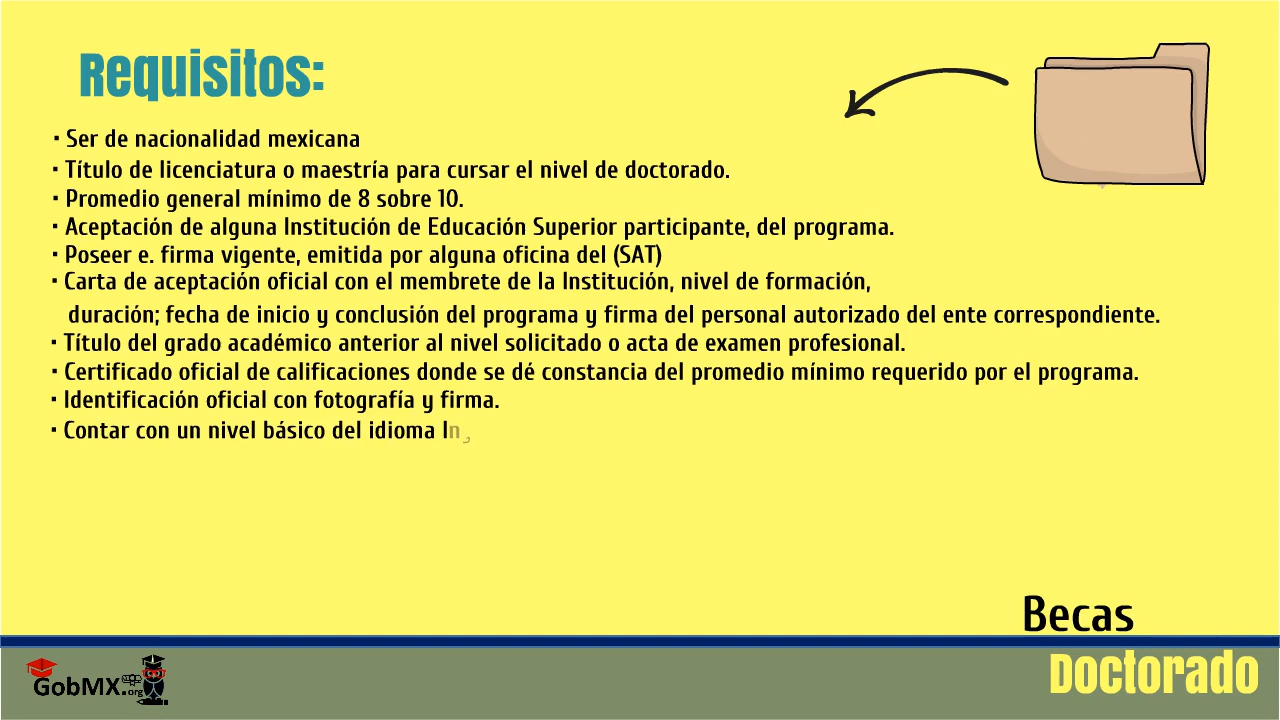 Requisitos:
· Ser de nacionalidad mexicana
· Título de licenciatura o maestría para cursar el nivel de doctorado.
· Promedio general mínimo de 8 sobre 10.
· Aceptación de alguna Institución de Educación Superior participante, del programa.
· Poseer e. firma vigente, emitida por alguna oficina del (SAT)
· Carta de aceptación oficial con el membrete de la Institución, nivel de formación,
duración; fecha de inicio y conclusión del programa y firma del personal autorizado del ente correspondiente.
· Título del grado académico anterior al nivel solicitado o acta de examen profesional.
· Certificado oficial de calificaciones donde se dé constancia del promedio mínimo requerido por el programa.
· Identificación oficial con fotografía y firma.
· Contar con un nivel básico del idioma In
Becas
Doctorado
GobMX.org